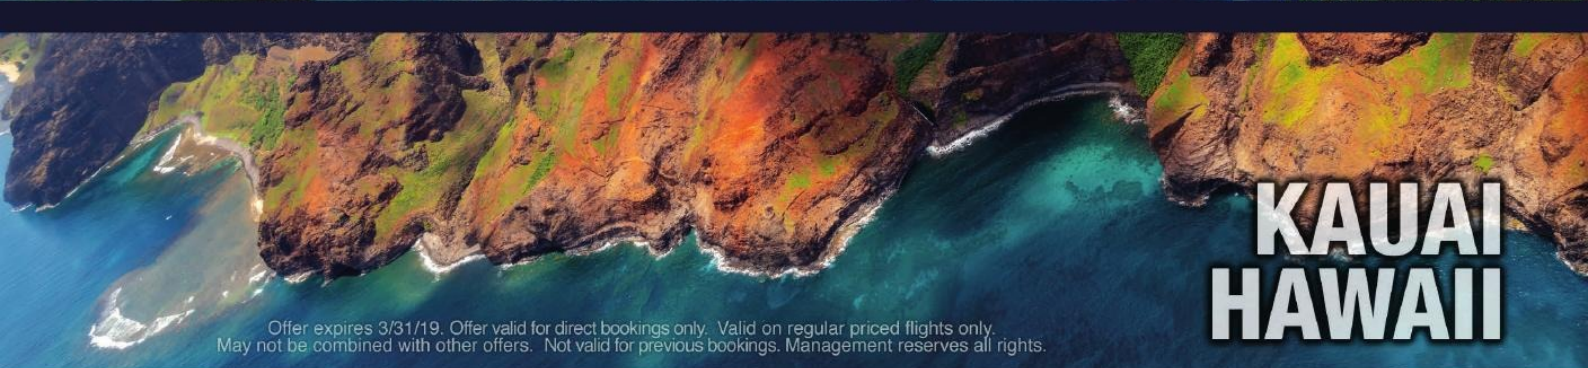 KAUAI
HAWAII
Offer expires 3/31/19. Offer valid for direct bookings only. Valid on regular priced flights only.
May not be combined with other offers. Not valid for previous bookings. Management reserves all rights.